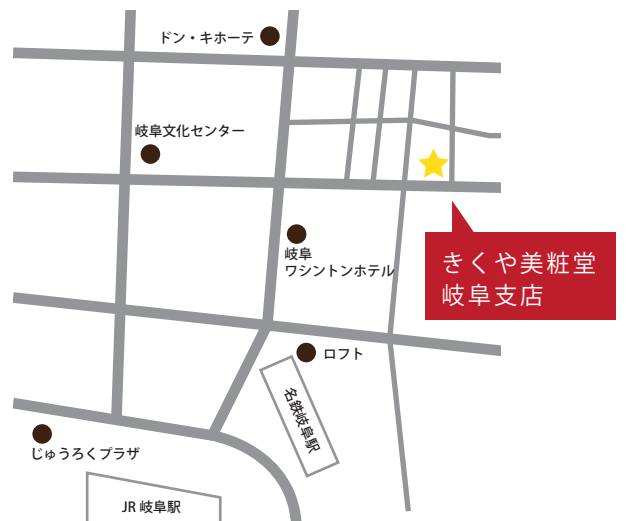 ドン・キホーテ
岐阜文化センター
きくや美粧堂
岐阜支店
岐阜
ワシントンホテル
ロフト
名鉄岐阜駅
じゅうろくプラザ
JR 岐阜駅